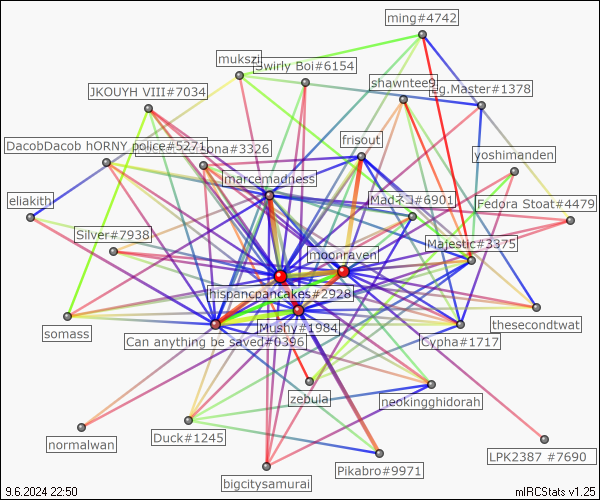 ming#4742
mukszi
Swirly Boi#6154
shawntee9
Eg.Master#1378
JKOUYH VIII#7034
frisout
DacobDacob hORNY police#5271
ona#3326
yoshimanden
marcemadness
eliakith
Madネコ#6901
Fedora Stoat#4479
Silver#7938
Majestic#3375
moonraven
hispancpancakes#2928
somass
Mushy#1984
thesecondtwat
Can anything be saved#0396
Cypha#1717
zebula
neokingghidorah
normalwan
Duck#1245
LPK2387 #7690
Pikabro#9971
bigcitysamurai
9.6.2024 22:50
mIRCStats v1.25